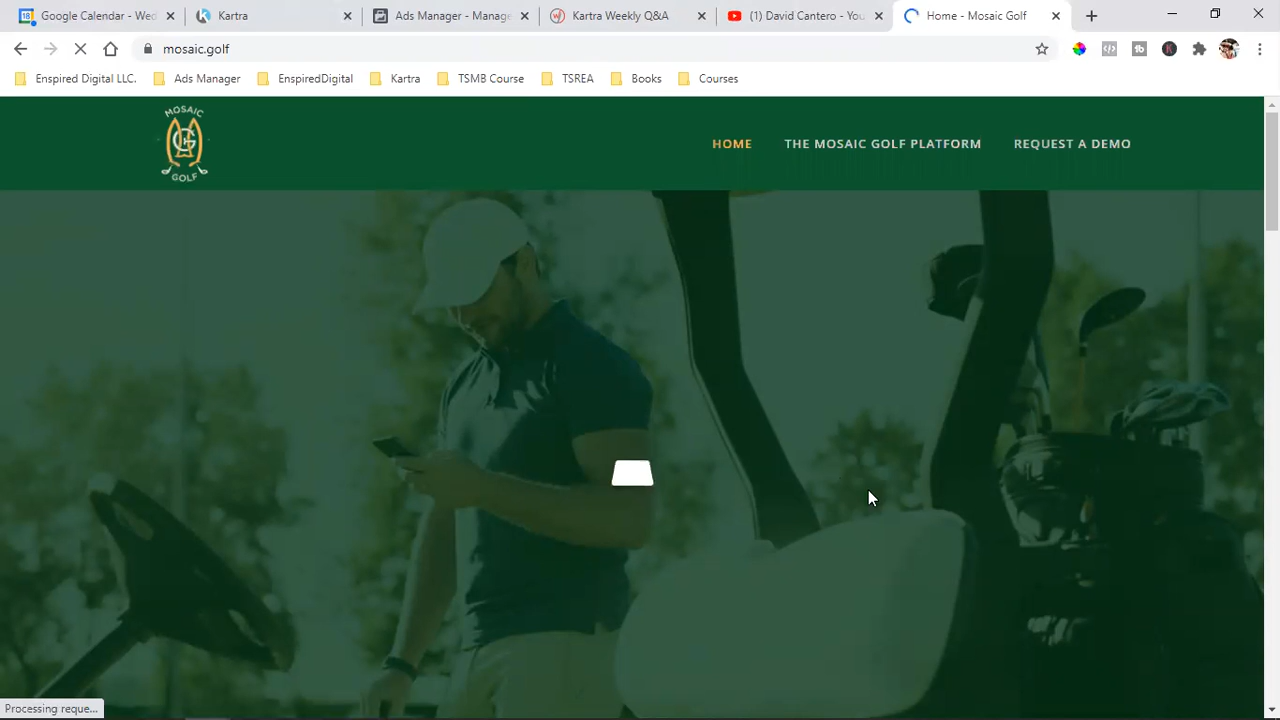 Google Calendar - Wed
Kartra
Ads Manager - Manage
Kartra Weekly Q&A
(1) David Cantero - You
Home - Mosaic Golf
mosaic.golf
Enspired Digital LLC.
Ads Manager
EnspiredDigital
Kartra
TSMB Course
TSREA
Books
Courses
MOSAIC
GOLF
HOME
THE MOSAIC GOLF PLATFORM
REQUEST A DEMO
Processing reque...